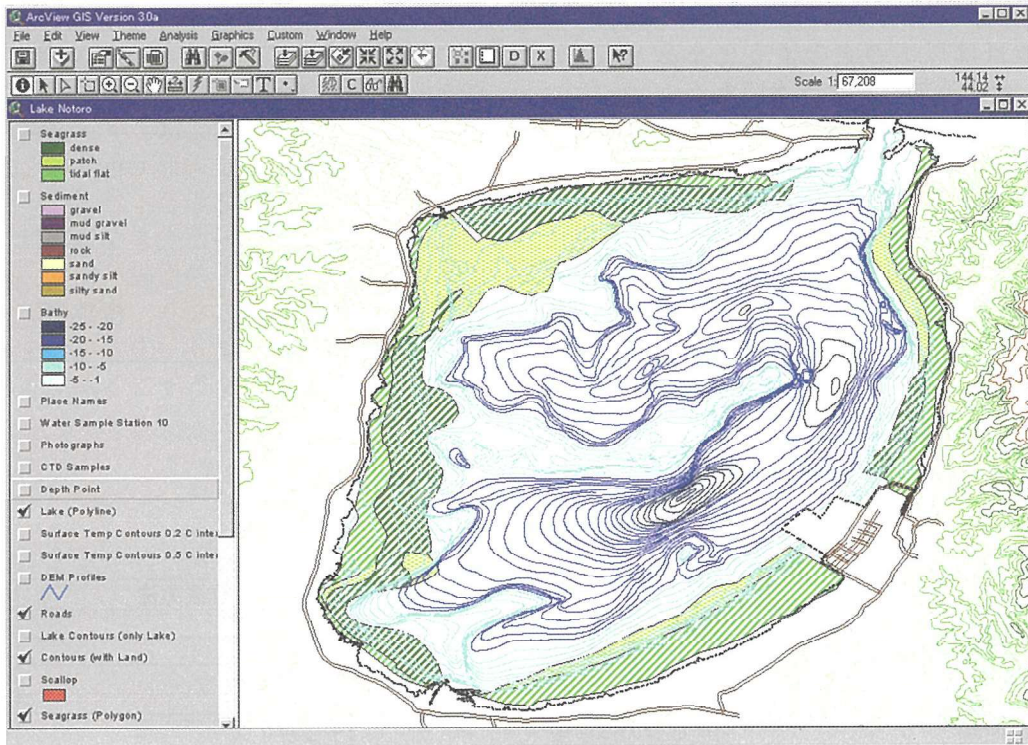 ArcView GIS Version 3.0a
File Edit View Theme Analysis Graphics Custom Window Help
D X
T C Scale 1: 67,208 144.14
44.02
Lake Notoro
Seagrass
dense
patch
tidal flat
Sediment
gravel
mud gravel
mud silt
rock
sand
sandy silt
silty sand
Bathy
-25 - -20
-20 - -15
-15 - -10
-10 - -5
-5 - -1
Place Names
Water Sample Station 10
Photographs
CTD Samples
Depth Point
Lake (Polyline)
Surface Temp Contours 0.2 C inter
Surface Temp Contours 0.5 C inter
DEM Profiles
Roads
Lake Contours (only Lake)
Contours (with Land)
Scallop
Seagrass (Polygon)